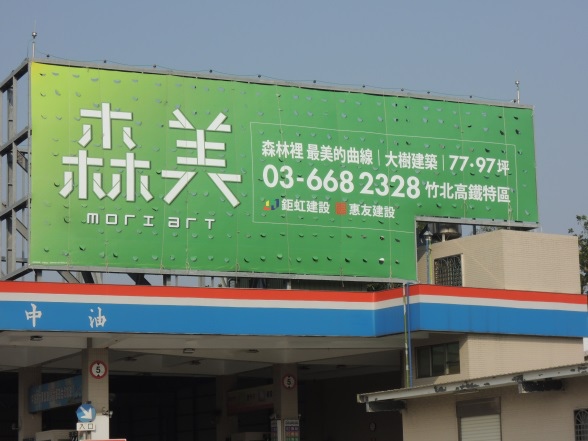 森美
mori art
森林裡 最美的曲線｜大樹建築｜77-97坪
03-668 2328 竹北高鐵特區
鉅虹建設 惠友建設
中油
5
入口